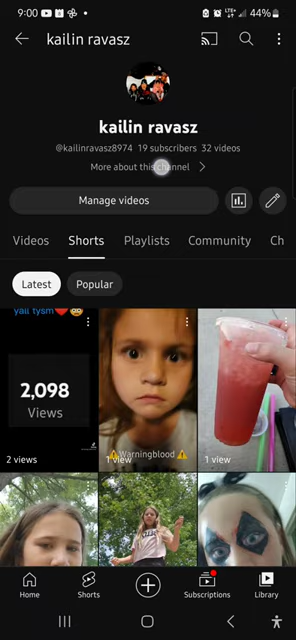 9:00
LTE+
44%
kailin ravasz
kailin ravasz
@kailinravasz8974 19 subscribers 32 videos
More about this channel
Manage videos
Videos Shorts Playlists Community Ch
Latest Popular
yall tysm❤️
2,098
Views
⚠️Warningblood⚠️
2 views
1 view
1 view
Home
Shorts
Subscriptions
Library